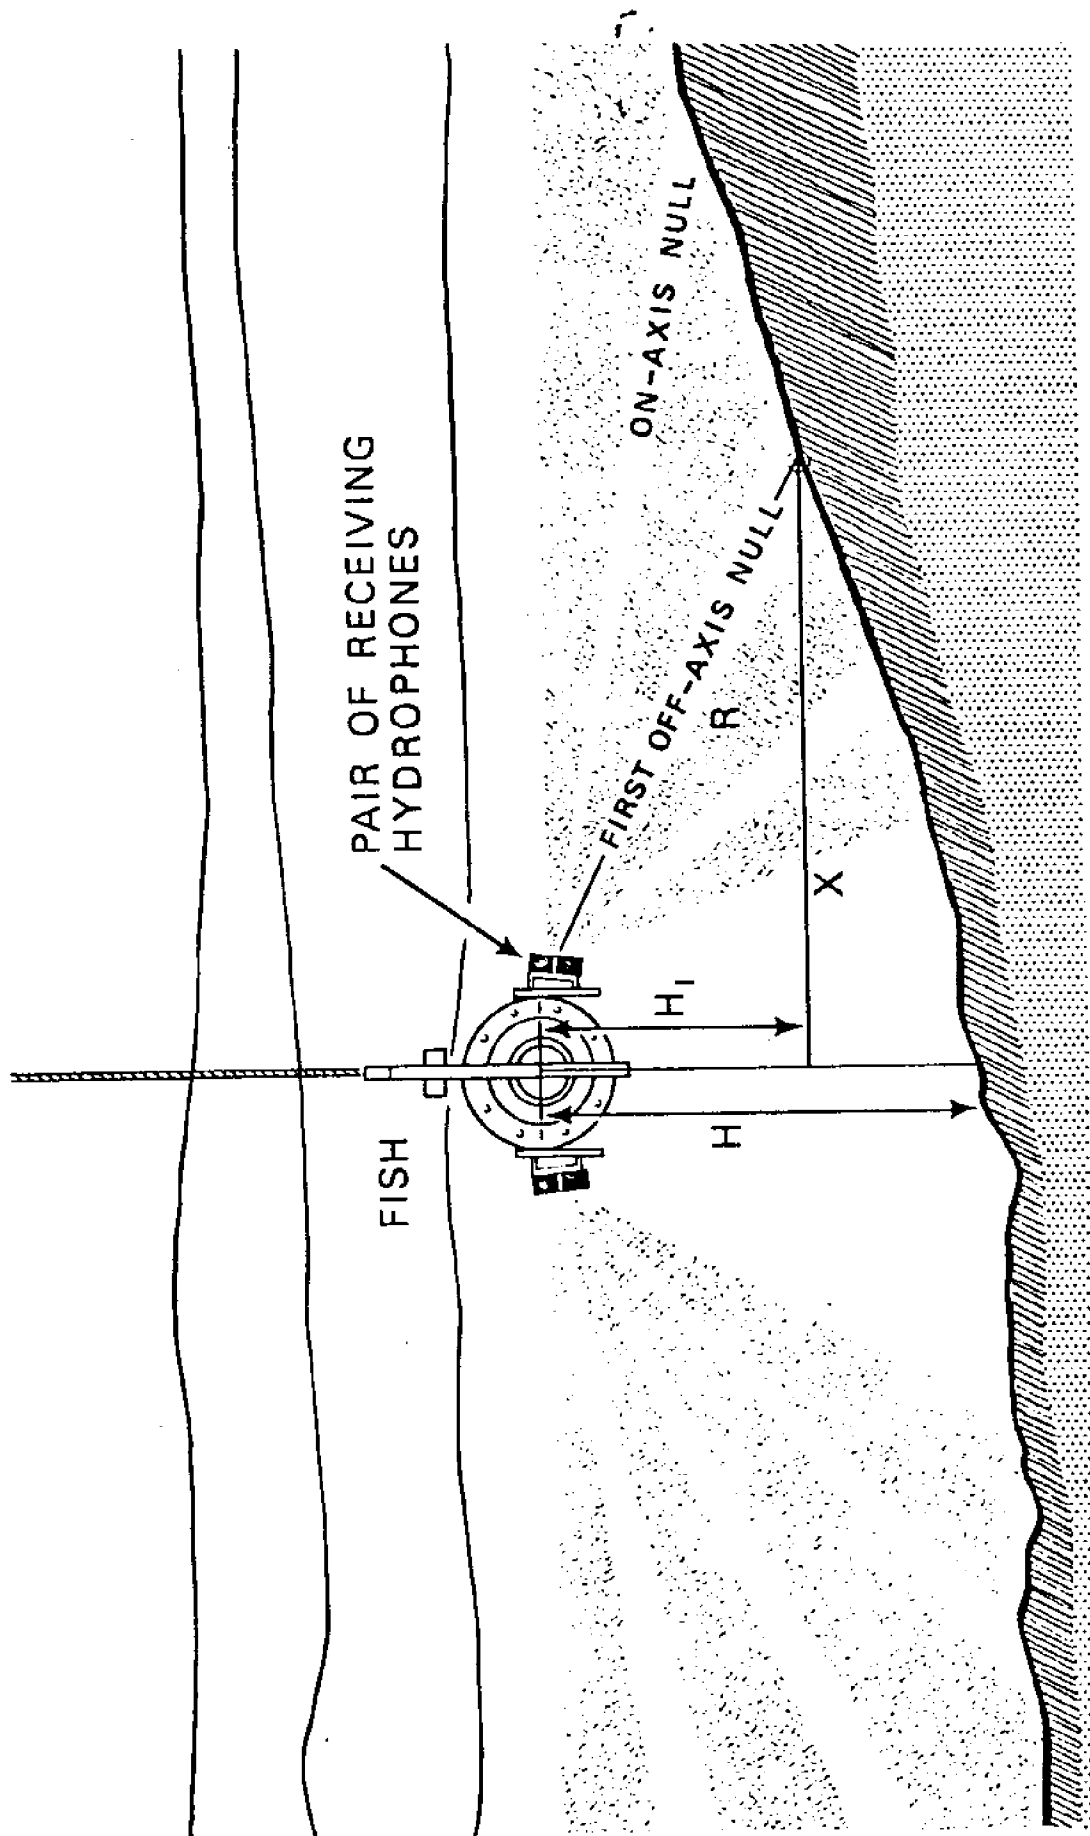 PAIR OF RECEIVING
HYDROPHONES
FISH
ON-AXIS NULL
FIRST OFF-AXIS NULL
R
X
H₁
H